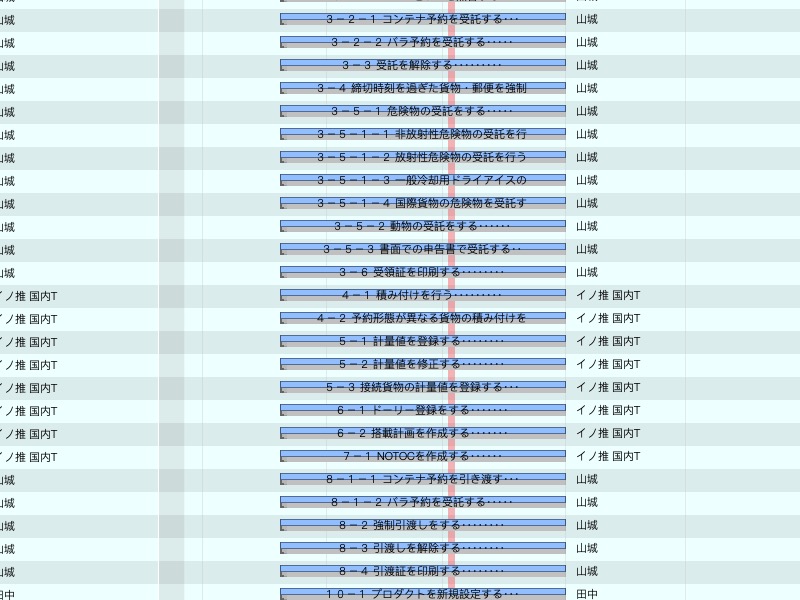 山城 3－2－1 コンテナ予約を受託する･･･ 山城
山城 3－2－2 バラ予約を受託する･････ 山城
山城 3－3 受託を解除する･････････ 山城
山城 3－4 締切時刻を過ぎた貨物・郵便を強制 山城
山城 3－5－1 危険物の受託をする･････ 山城
山城 3－5－1－1 非放射性危険物の受託を行 山城
山城 3－5－1－2 放射性危険物の受託を行う 山城
山城 3－5－1－3 一般冷却用ドライアイスの 山城
山城 3－5－1－4 国際貨物の危険物を受託す 山城
山城 3－5－2 動物の受託をする･･････ 山城
山城 3－5－3 書面での申告書で受託する･･ 山城
山城 3－6 受領証を印刷する････････ 山城
イノ推 国内T 4－1 積み付けを行う･････････ イノ推 国内T
イノ推 国内T 4－2 予約形態が異なる貨物の積み付けを イノ推 国内T
イノ推 国内T 5－1 計量値を登録する････････ イノ推 国内T
イノ推 国内T 5－2 計量値を修正する････････ イノ推 国内T
イノ推 国内T 5－3 接続貨物の計量値を登録する･･･ イノ推 国内T
イノ推 国内T 6－1 ドーリー登録をする･･･････ イノ推 国内T
イノ推 国内T 6－2 搭載計画を作成する･･･････ イノ推 国内T
イノ推 国内T 7－1 NOTOCを作成する･･････ イノ推 国内T
山城 8－1－1 コンテナ予約を引き渡す･･･ 山城
山城 8－1－2 バラ予約を受託する･････ 山城
山城 8－2 強制引渡しをする････････ 山城
山城 8－3 引渡しを解除する････････ 山城
山城 8－4 引渡証を印刷する････････ 山城
田中 10－1 プロダクトを新規設定する･･･ 田中